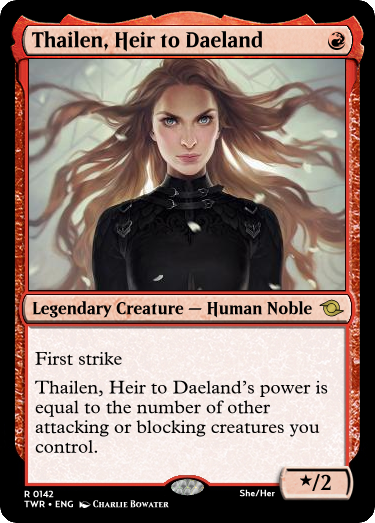 Thailen, Heir to Daeland
Legendary Creature — Human Noble
First strike
Thailen, Heir to Daeland's power is
equal to the number of other
attacking or blocking creatures you
control.
R 0142
She/Her
★/2
TWR • ENG Charlie Bowater